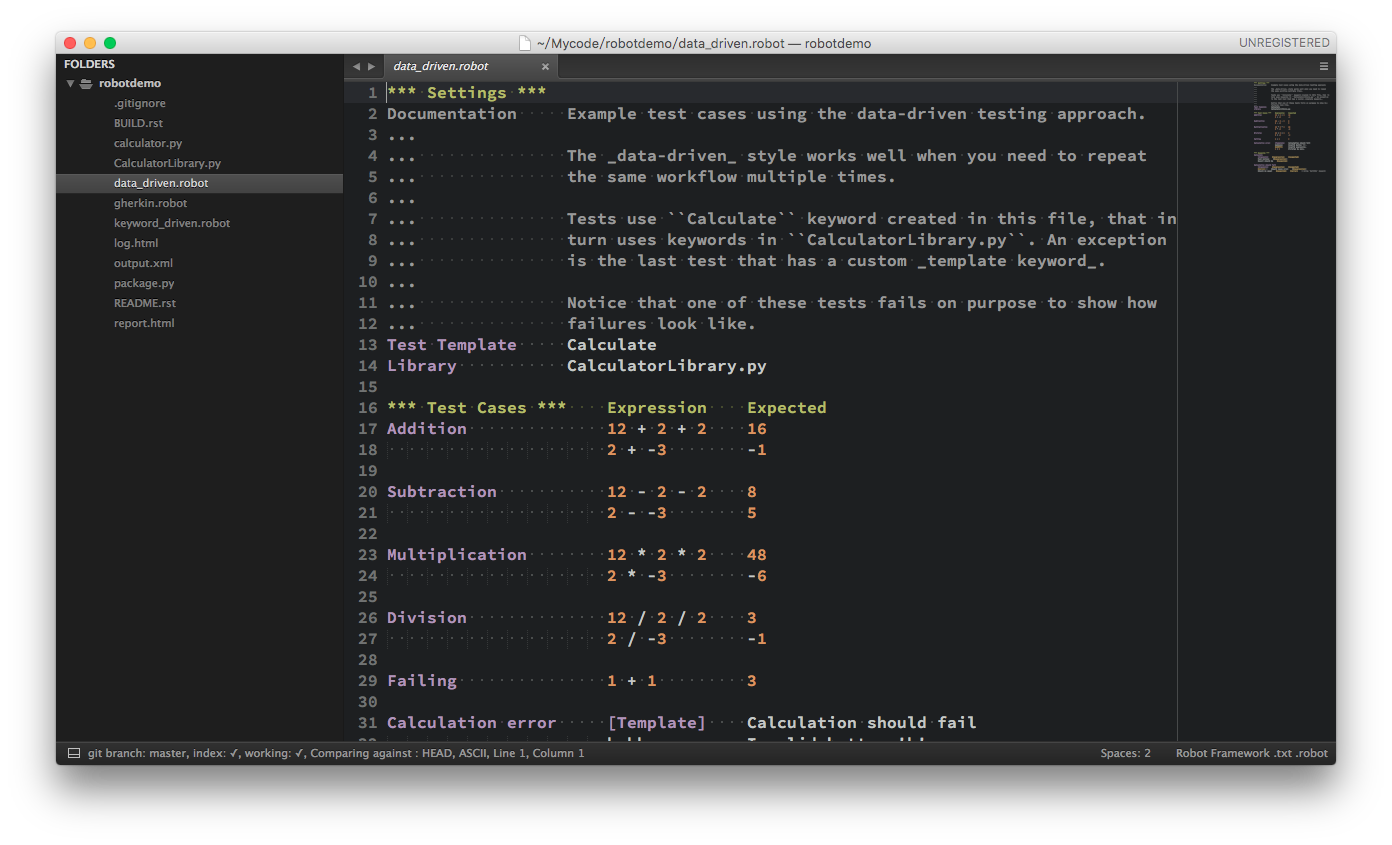 ~/Mycode/robotdemo/data_driven.robot — robotdemo
UNREGISTERED
FOLDERS
robotdemo
.gitignore
BUILD.rst
calculator.py
CalculatorLibrary.py
data_driven.robot
gherkin.robot
keyword_driven.robot
log.html
output.xml
package.py
README.rst
report.html
data_driven.robot
1 *** Settings ***
2 Documentation     Example test cases using the data-driven testing approach.
3 ...
4 ...               The _data-driven_ style works well when you need to repeat
5 ...               the same workflow multiple times.
6 ...
7 ...               Tests use ``Calculate`` keyword created in this file, that in
8 ...               turn uses keywords in ``CalculatorLibrary.py``. An exception
9 ...               is the last test that has a custom _template keyword_.
10 ...
11 ...               Notice that one of these tests fails on purpose to show how
12 ...               failures look like.
13 Test Template     Calculate
14 Library           CalculatorLibrary.py
15
16 *** Test Cases ***    Expression    Expected
17 Addition              12 + 2 + 2    16
18                       2 + -3        -1
19
20 Subtraction           12 - 2 - 2    8
21                       2 - -3        5
22
23 Multiplication        12 * 2 * 2    48
24                       2 * -3        -6
25
26 Division              12 / 2 / 2    3
27                       2 / -3        -1
28
29 Failing               1 + 1         3
30
31 Calculation error     [Template]    Calculation should fail
git branch: master, index: ✓, working: ✓, Comparing against : HEAD, ASCII, Line 1, Column 1
Spaces: 2
Robot Framework .txt .robot